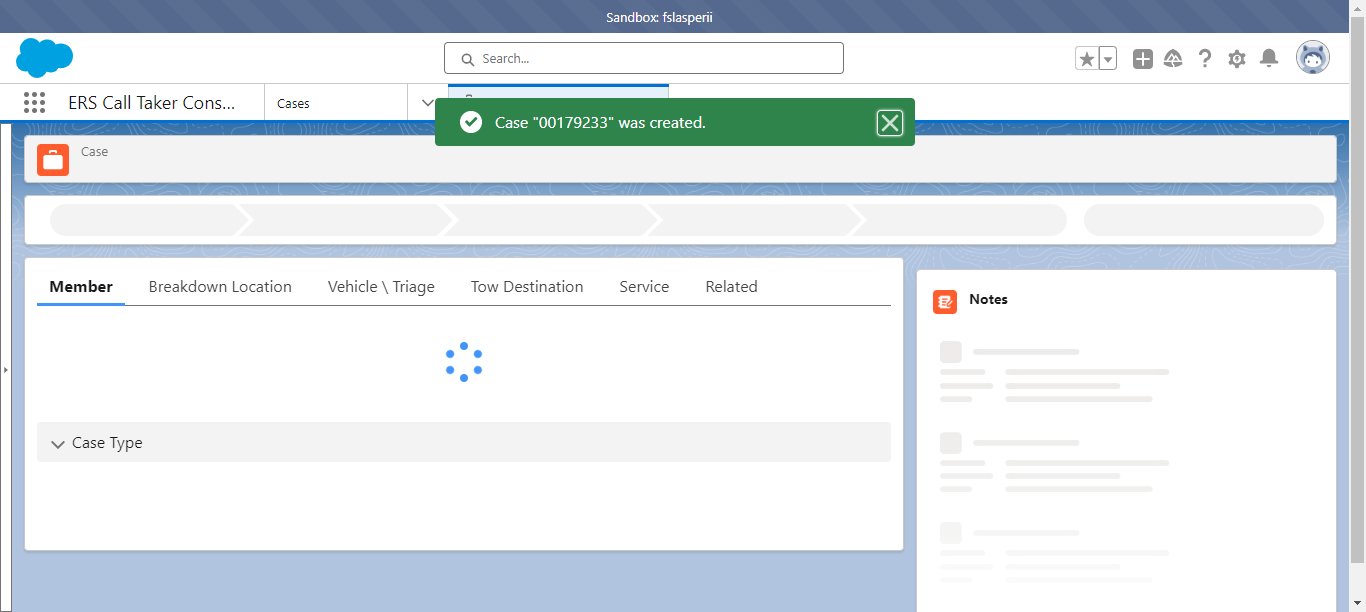 Sandbox: fslasperii
Search...
ERS Call Taker Cons...
Cases
Case "00179233" was created.
Case
Member
Breakdown Location
Vehicle \ Triage
Tow Destination
Service
Related
Notes
Case Type